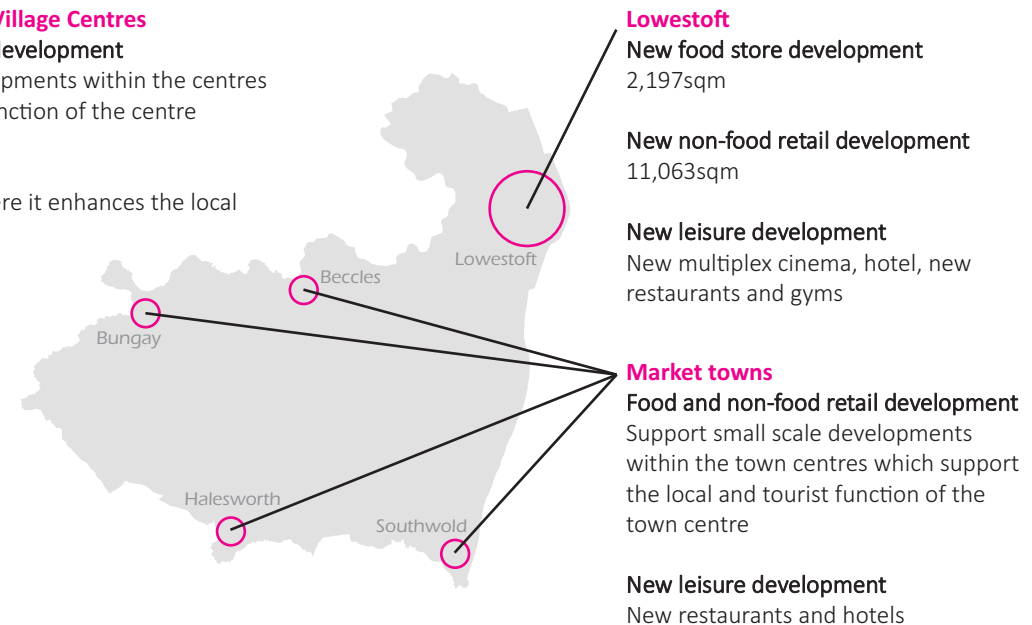 Village Centres
development
pments within the centres
nction of the centre
ere it enhances the local
Lowestoft
New food store development
2,197sqm
New non-food retail development
11,063sqm
New leisure development
New multiplex cinema, hotel, new
restaurants and gyms
Lowestoft
Beccles
Bungay
Halesworth
Southwold
Market towns
Food and non-food retail development
Support small scale developments
within the town centres which support
the local and tourist function of the
town centre
New leisure development
New restaurants and hotels